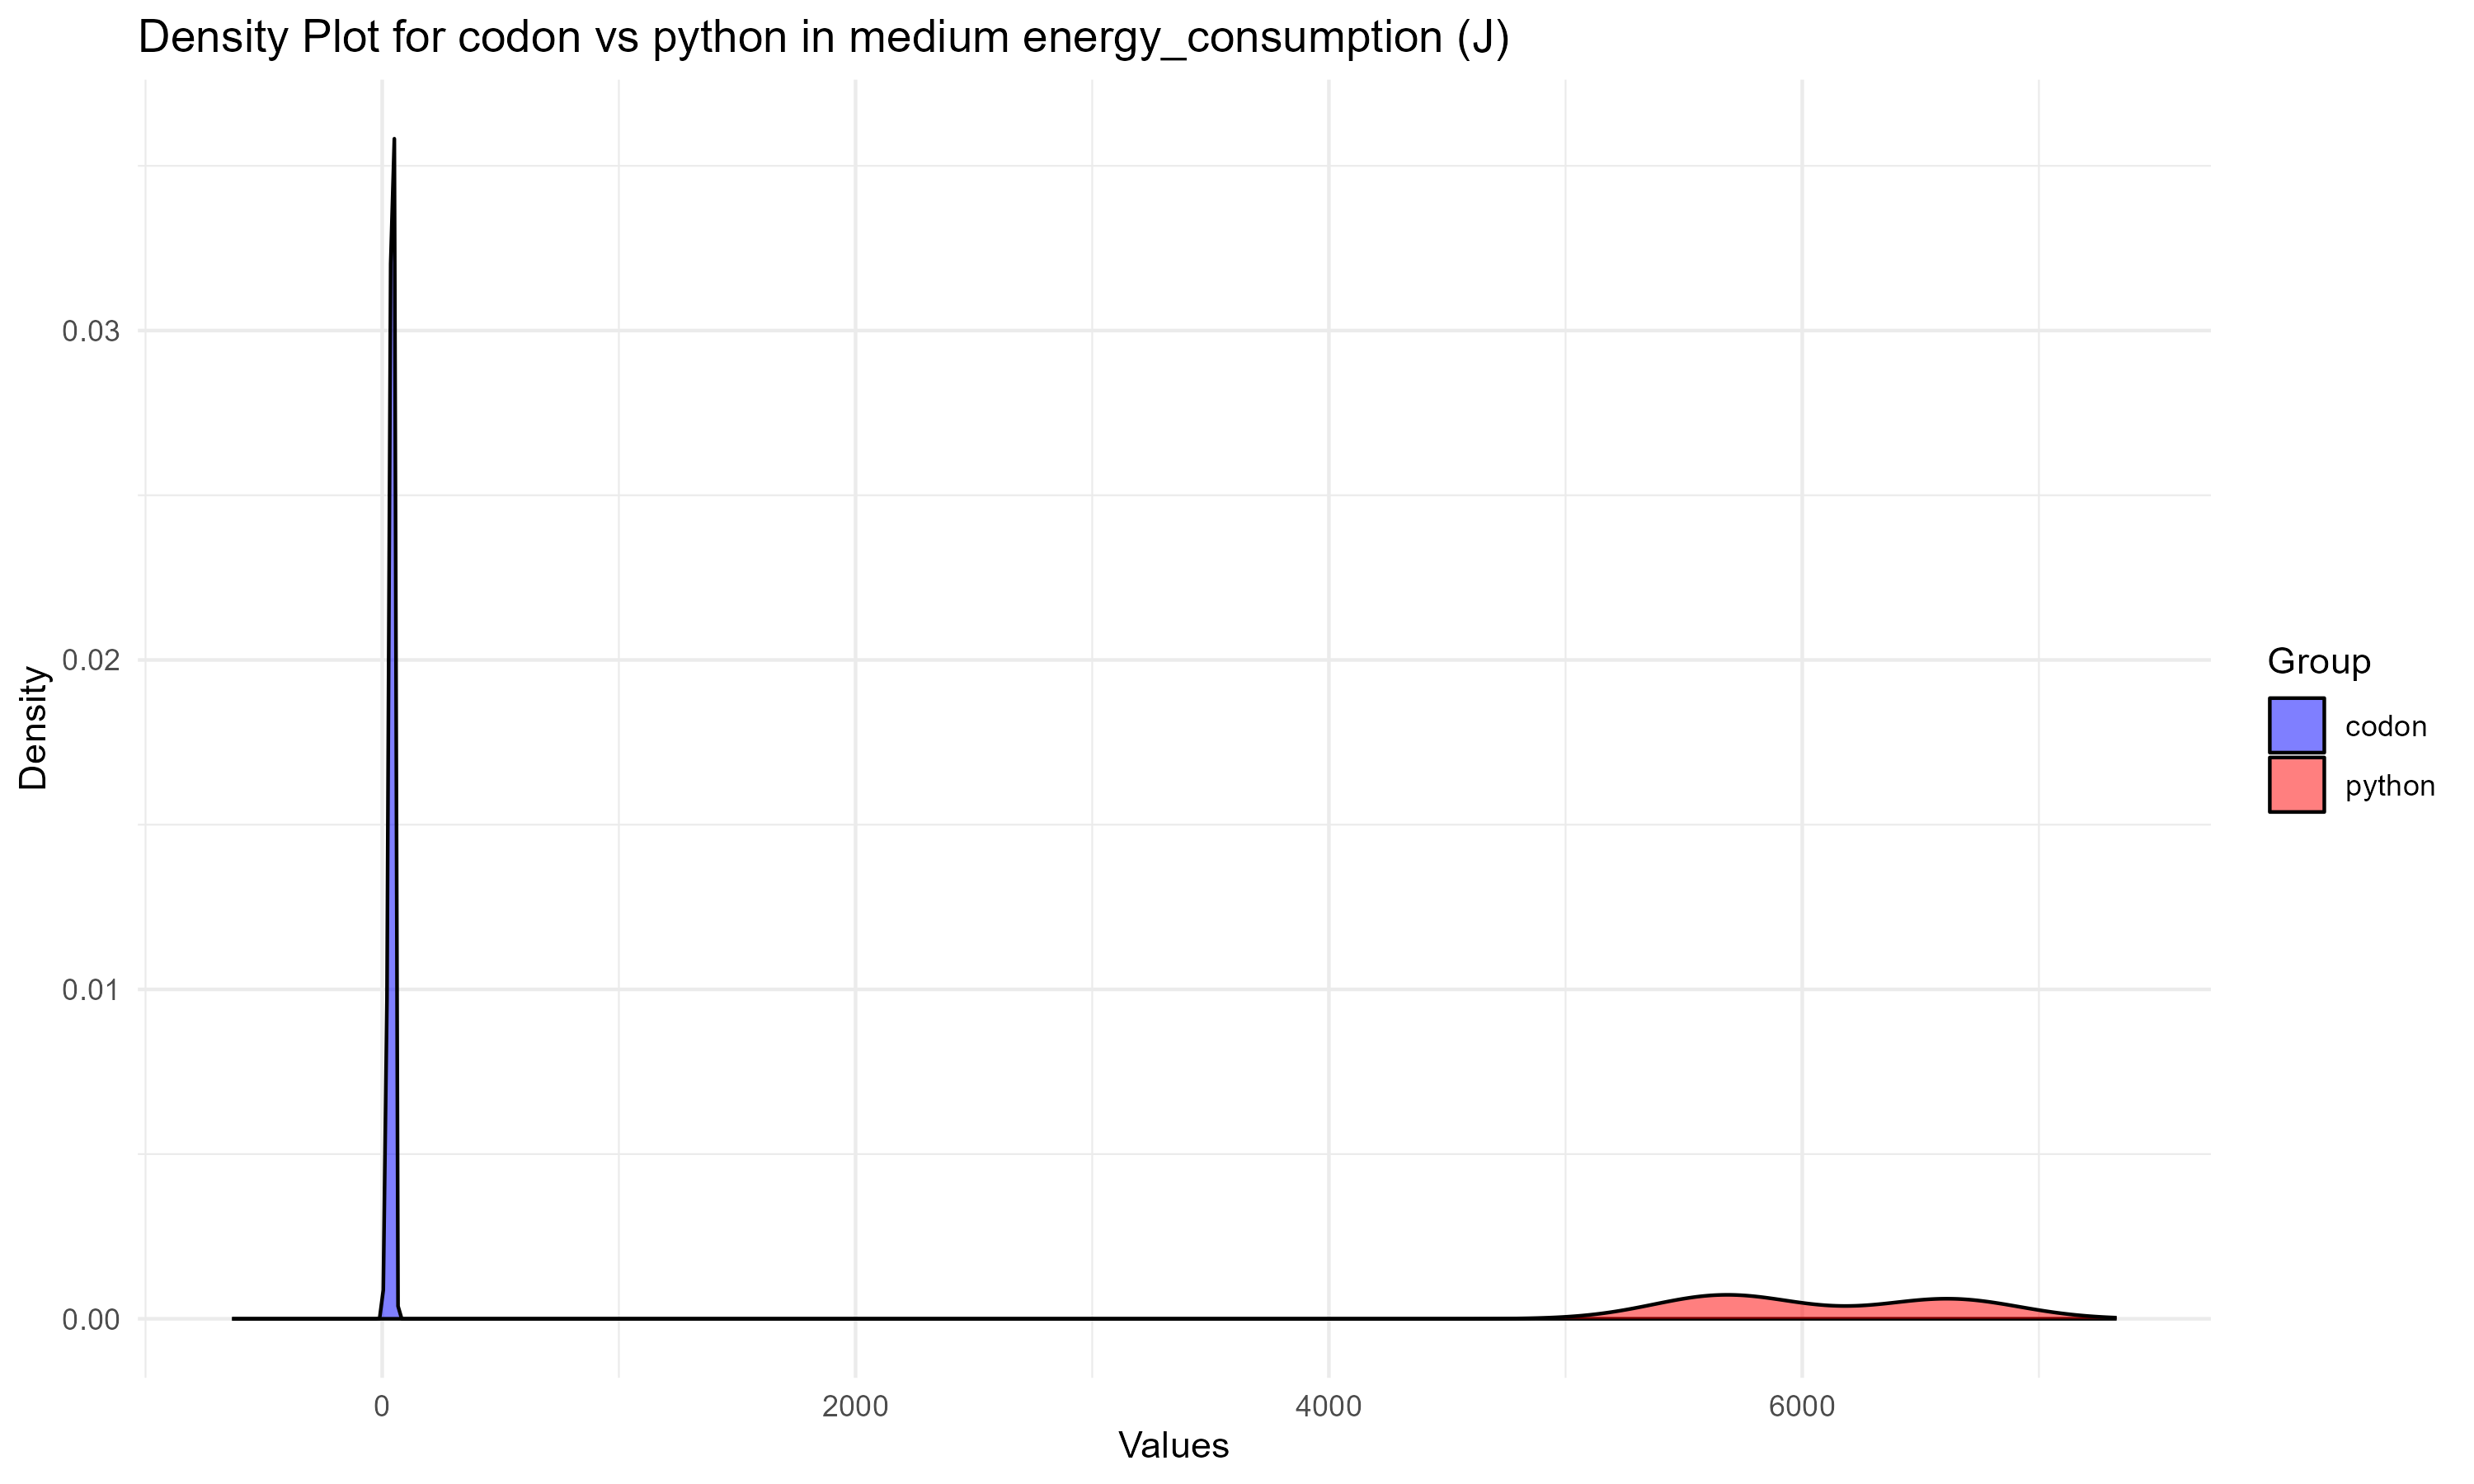 Density Plot for codon vs python in medium energy_consumption (J)
Density
0.03
0.02
0.01
0.00
0
2000
4000
6000
Values
Group
codon
python